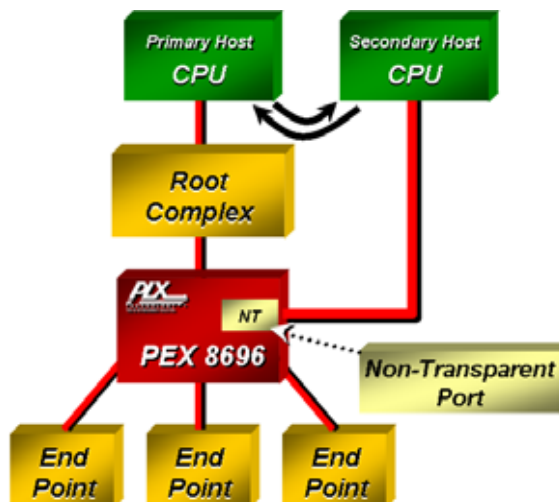 Primary Host
CPU
Secondary Host
CPU
Root
Complex
PLX
NT
PEX 8696
Non-Transparent
Port
End
Point
End
Point
End
Point